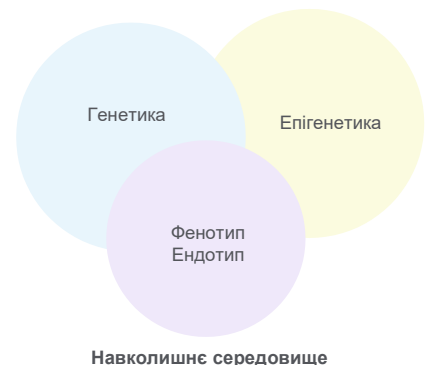 Генетика
Епігенетика
Фенотип
Ендотип
Навколишнє середовище